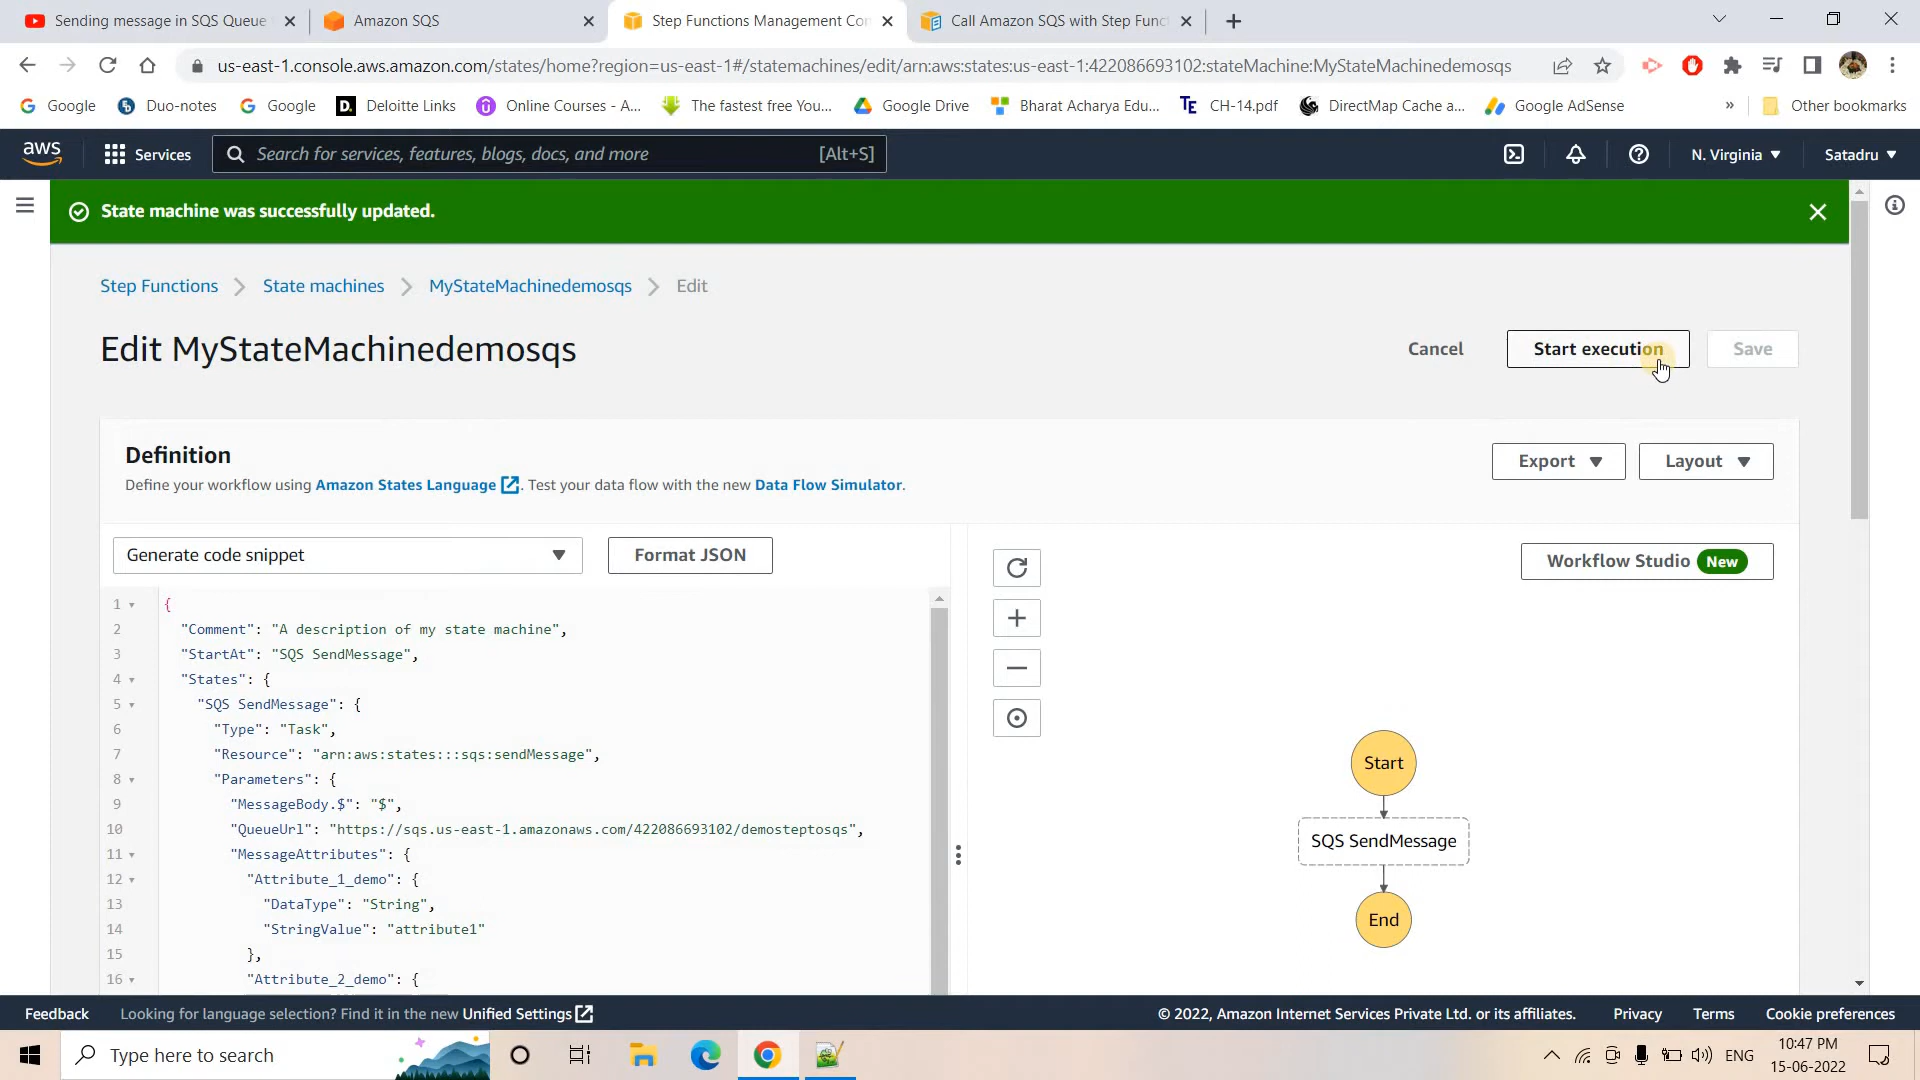 Sending message in SQS Queue
Amazon SQS
Step Functions Management Con
Call Amazon SQS with Step Func
us-east-1.console.aws.amazon.com/states/home?region=us-east-1#/statemachines/edit/arn:aws:states:us-east-1:422086693102:stateMachine:MyStateMachinedemosqs
Google
Duo-notes
Google
D.
Deloitte Links
Online Courses - A...
The fastest free You...
Google Drive
Bharat Acharya Edu...
TE
CH-14.pdf
DirectMap Cache a...
Google AdSense
»
Other bookmarks
aws
Services
Search for services, features, blogs, docs, and more
[Alt+S]
N. Virginia
Satadru
State machine was successfully updated.
Step Functions
State machines
MyStateMachinedemosqs
Edit
Edit MyStateMachinedemosqs
Cancel
Start execution
Save
Definition
Define your workflow using Amazon States Language. Test your data flow with the new Data Flow Simulator.
Export
Layout
Generate code snippet
Format JSON
Workflow Studio New
1 {
2 "Comment": "A description of my state machine",
3 "StartAt": "SQS SendMessage",
4 "States": {
5 "SQS SendMessage": {
6 "Type": "Task",
7 "Resource": "arn:aws:states:::sqs:sendMessage",
8 "Parameters": {
9 "MessageBody.$": "$",
10 "QueueUrl": "https://sqs.us-east-1.amazonaws.com/422086693102/demosteptosqs",
11 "MessageAttributes": {
12 "Attribute_1_demo": {
13 "DataType": "String",
14 "StringValue": "attribute1"
15 },
16 "Attribute_2_demo": {
Start
SQS SendMessage
End
Feedback
Looking for language selection? Find it in the new Unified Settings
© 2022, Amazon Internet Services Private Ltd. or its affiliates.
Privacy
Terms
Cookie preferences
Type here to search
ENG
10:47 PM
15-06-2022